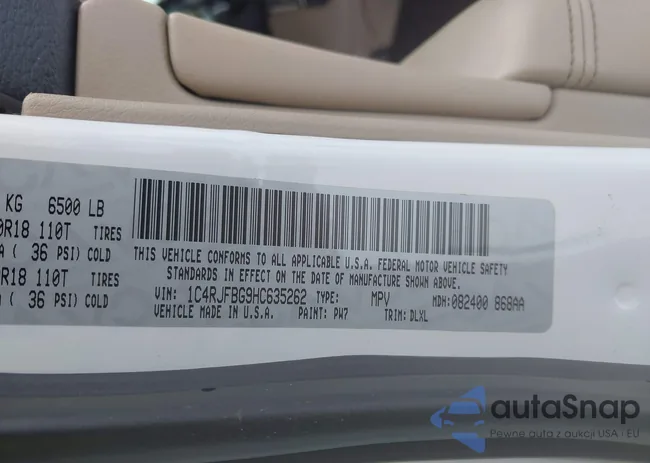 KG 6500 LB
0R18 110T TIRES
36 PSI) COLD
R18 110T TIRES
( 36 PSI) COLD
THIS VEHICLE CONFORMS TO ALL APPLICABLE U.S.A. FEDERAL MOTOR VEHICLE SAFETY
STANDARDS IN EFFECT ON THE DATE OF MANUFACTURE SHOWN ABOVE.
VIN: 1C4RJFBG9HC635262 TYPE: MPV MDH: 082400 868AA
VEHICLE MADE IN U.S.A. PAINT: PW7 TRIM: DLXL
autaSnap
Pewne auta z aukcji USA i EU